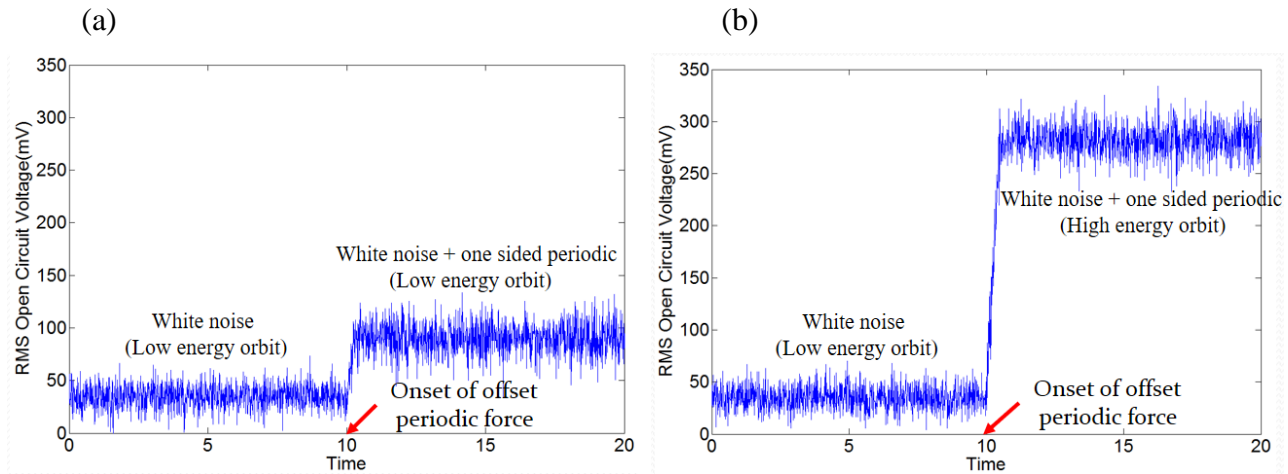 (a)
350
300
250
200
150
100
50
0
RMS Open Circuit Voltage(mV)
White noise
(Low energy orbit)
White noise + one sided periodic
(Low energy orbit)
Onset of offset
periodic force
0 5 10 15 20
Time
(b)
350
300
250
200
150
100
50
0
RMS Open Circuit Voltage(mV)
White noise
(Low energy orbit)
White noise + one sided periodic
(High energy orbit)
Onset of offset
periodic force
0 5 10 15 20
Time